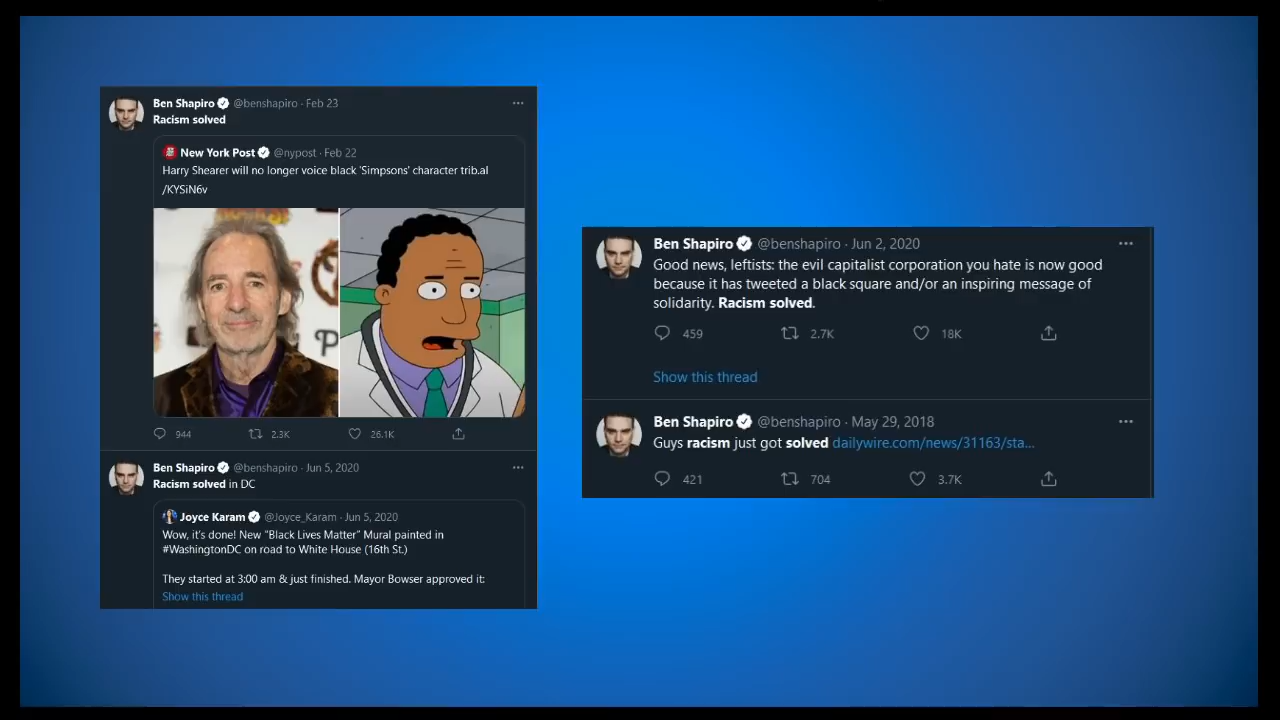 Ben Shapiro @benshapiro · Feb 23
Racism solved
New York Post @nypost · Feb 22
Harry Shearer will no longer voice black 'Simpsons' character trib.al
/KYSiN6v
944 2.3K 26.1K
Ben Shapiro @benshapiro · Jun 5, 2020
Racism solved in DC
Joyce Karam @Joyce_Karam · Jun 5, 2020
Wow, it's done! New "Black Lives Matter" Mural painted in
#WashingtonDC on road to White House (16th St.)
They started at 3:00 am & just finished. Mayor Bowser approved it:
Show this thread
Ben Shapiro @benshapiro · Jun 2, 2020
Good news, leftists: the evil capitalist corporation you hate is now good
because it has tweeted a black square and/or an inspiring message of
solidarity. Racism solved.
459 2.7K 18K
Show this thread
Ben Shapiro @benshapiro · May 29, 2018
Guys racism just got solved dailywire.com/news/31163/sta...
421 704 3.7K